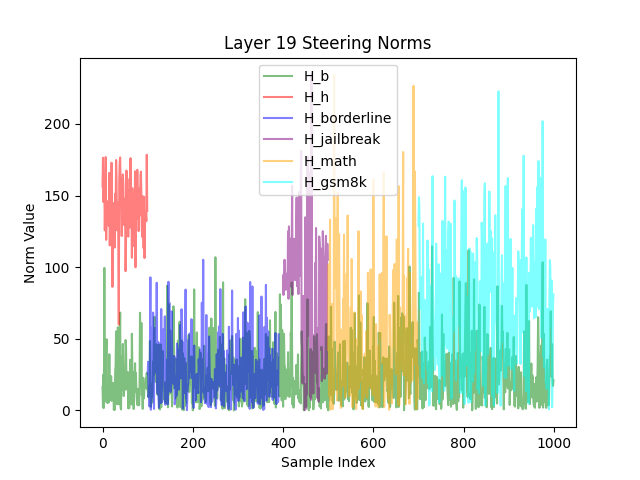 Layer 19 Steering Norms
H_b
H_h
H_borderline
H_jailbreak
H_math
H_gsm8k
Norm Value
200
150
100
50
0
0 200 400 600 800 1000
Sample Index